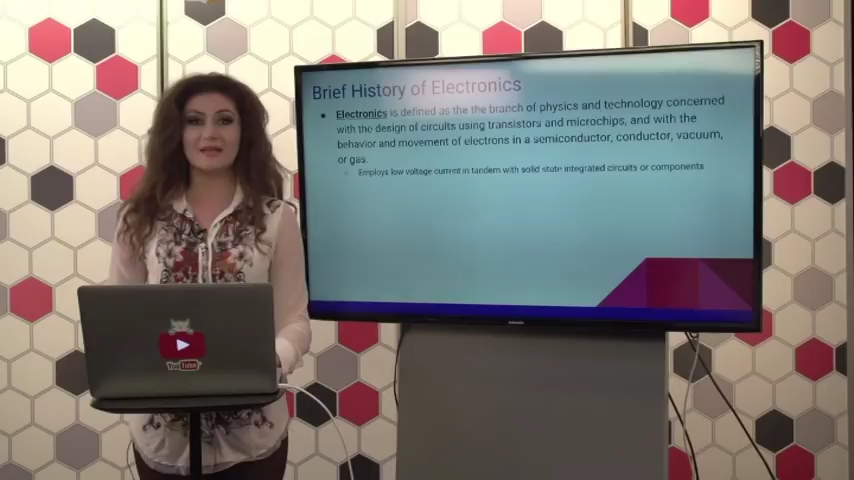 Brief History of Electronics
Electronics is defined as the the branch of physics and technology concerned
with the design of circuits using transistors and microchips, and with the
behavior and movement of electrons in a semiconductor, conductor, vacuum,
or gas.
Employs low voltage current in tandem with solid state integrated circuits or components
SAMSUNG
YouTube